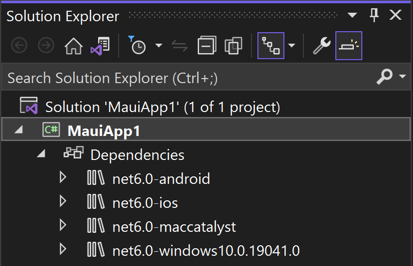 Solution Explorer
Search Solution Explorer (Ctrl+;)
Solution 'MauiApp1' (1 of 1 project)
C# MauiApp1
Dependencies
net6.0-android
net6.0-ios
net6.0-maccatalyst
net6.0-windows10.0.19041.0